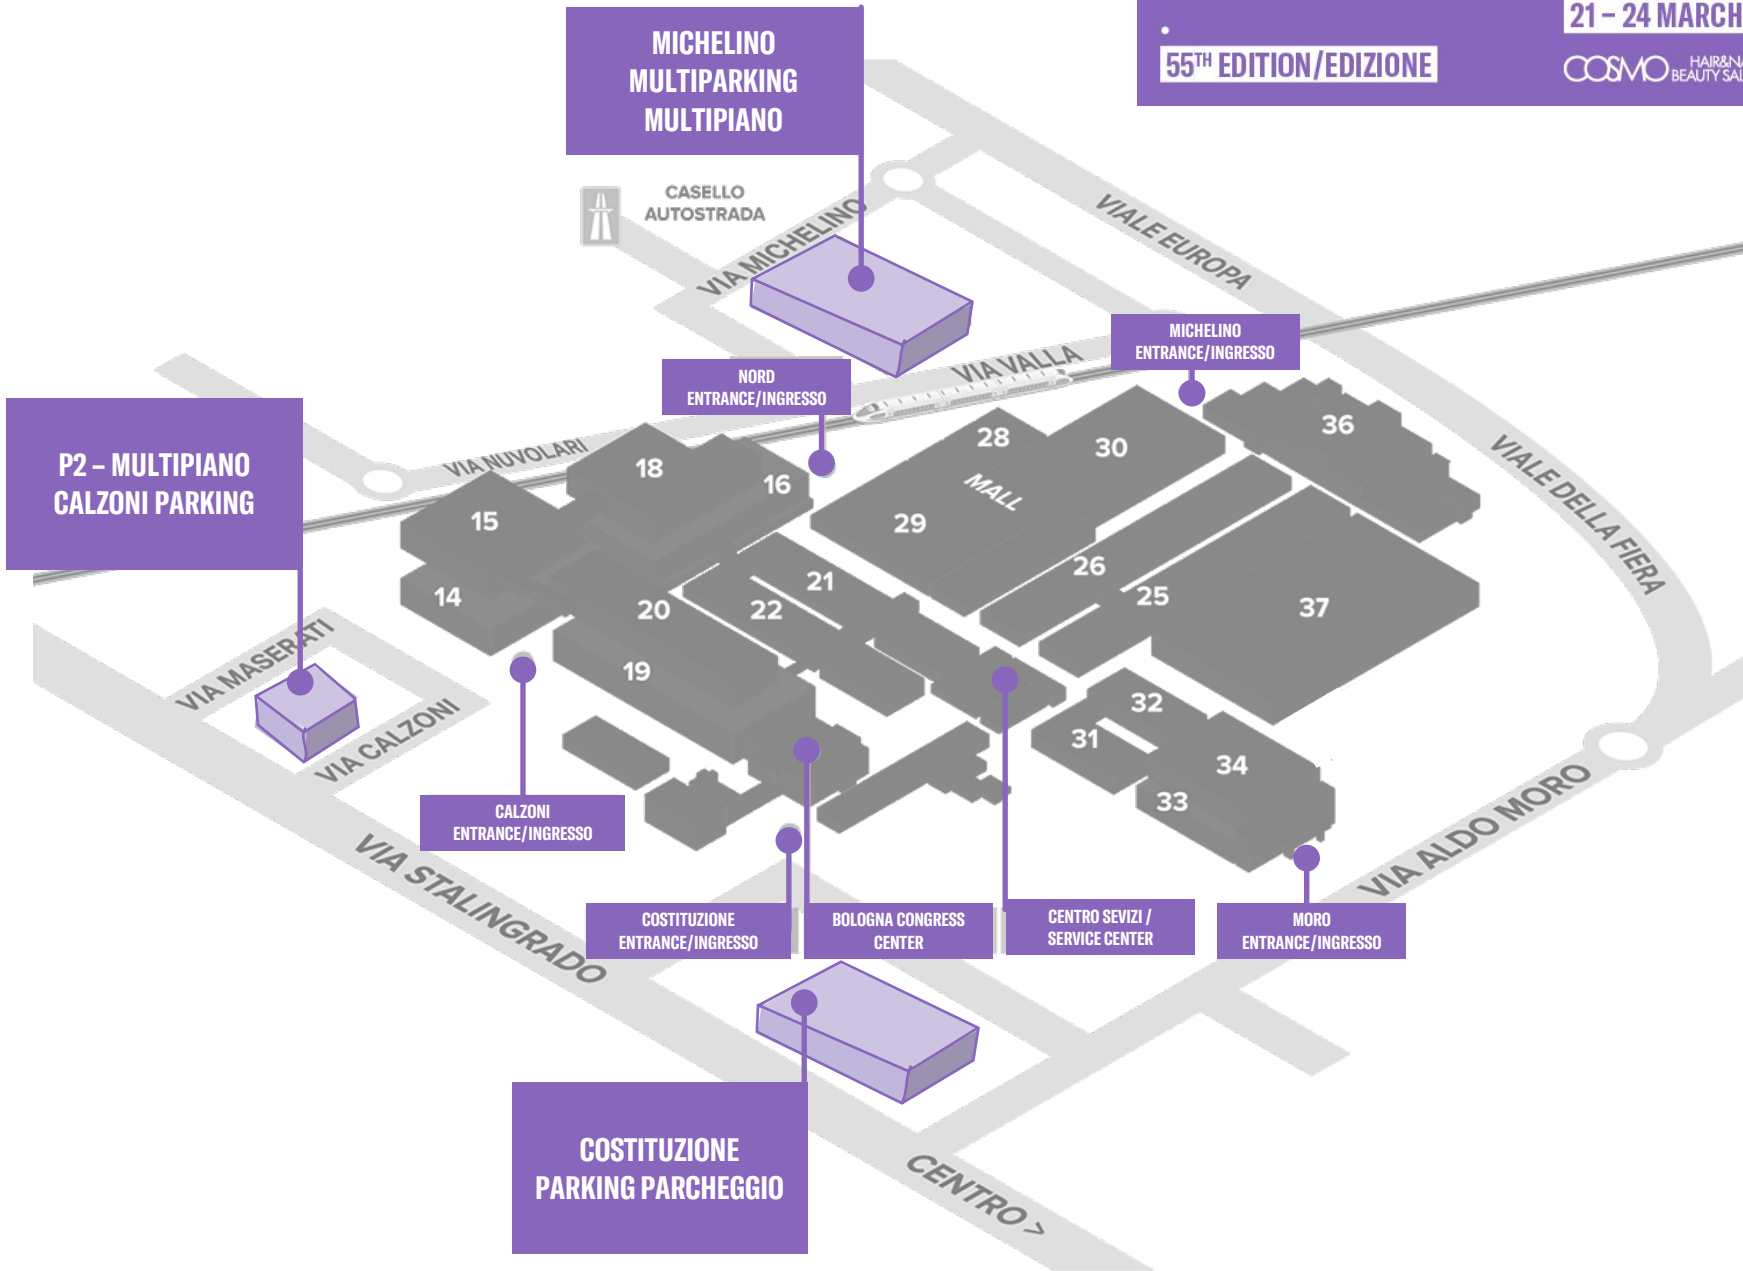 MICHELINO
MULTIPARKING
MULTIPIANO
21 – 24 MARCH
55TH EDITION/EDIZIONE
COSMO
CASELLO
AUTOSTRADA
VIA MICHELINO
VIALE EUROPA
MICHELINO
ENTRANCE/INGRESSO
VIA VALLA
NORD
ENTRANCE/INGRESSO
P2 – MULTIPIANO
CALZONI PARKING
VIA NUVOLARI
18
16
15
14
28
30
MALL
29
36
VIALE DELLA FIERA
21
22
20
19
26
25
37
VIA MASERATI
VIA CALZONI
32
31
34
33
CALZONI
ENTRANCE/INGRESSO
VIA STALINGRADO
VIA ALDO MORO
COSTITUZIONE
ENTRANCE/INGRESSO
BOLOGNA CONGRESS
CENTER
CENTRO SEVIZI /
SERVICE CENTER
MORO
ENTRANCE/INGRESSO
COSTITUZIONE
PARKING PARCHEGGIO
CENTRO >